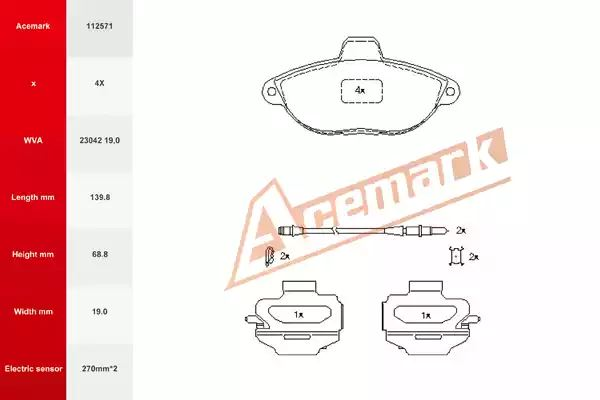 Acemark 112571
x 4X
WVA 23042 19,0
Length mm 139.8
Height mm 68.8
Width mm 19.0
Electric sensor 270mm*2
4x
Acemark
2x
2x 2x
1x 1x